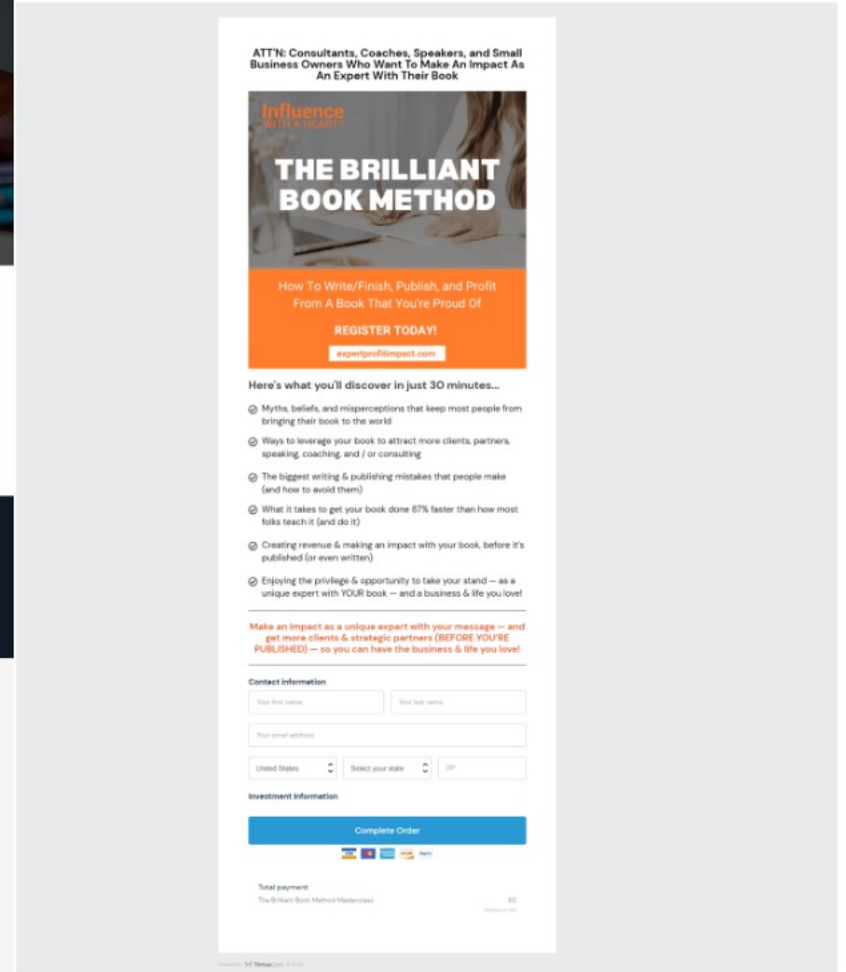 ATT'N: Consultants, Coaches, Speakers, and Small
Business Owners Who Want To Make An Impact As
An Expert With Their Book
Influence
WITH A HEART®
THE BRILLIANT
BOOK METHOD
How To Write/Finish, Publish, and Profit
From A Book That You're Proud Of
REGISTER TODAY!
expertprofitimpact.com
Here's what you'll discover in just 30 minutes...
Myths, beliefs, and misperceptions that keep most people from
bringing their book to the world
Ways to leverage your book to attract more clients, partners,
speaking, coaching, and / or consulting
The biggest writing & publishing mistakes that people make
(and how to avoid them)
What it takes to get your book done 67% faster than how most
folks teach it (and do it)
Creating revenue & making an impact with your book, before it's
published (or even written)
Enjoying the privilege & opportunity to take your stand — as a
unique expert with YOUR book — and a business & life you love!
Make an impact as a unique expert with your message — and
get more clients & strategic partners (BEFORE YOU'RE
PUBLISHED) — so you can have the business & life you love!
Contact information
Your first name
Your last name
Your email address
United States
Select your state
ZIP
Investment Information
Complete Order
VISA
PayPal
Total payment
The Brilliant Book Method Masterclass
$0
Powered by ThriveCart